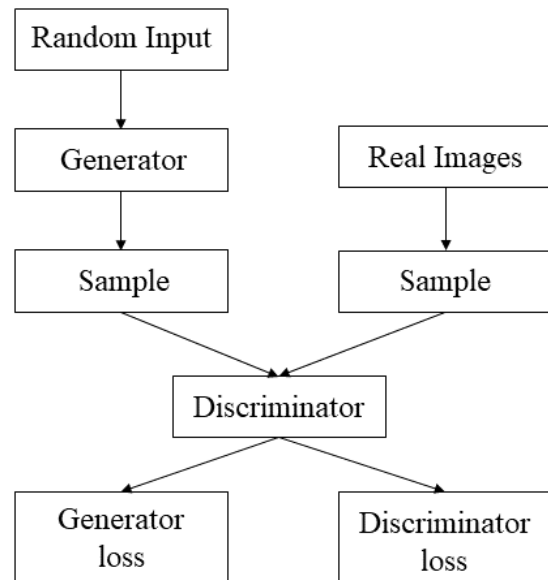 Random Input
Generator
Real Images
Sample
Sample
Discriminator
Generator
loss
Discriminator
loss